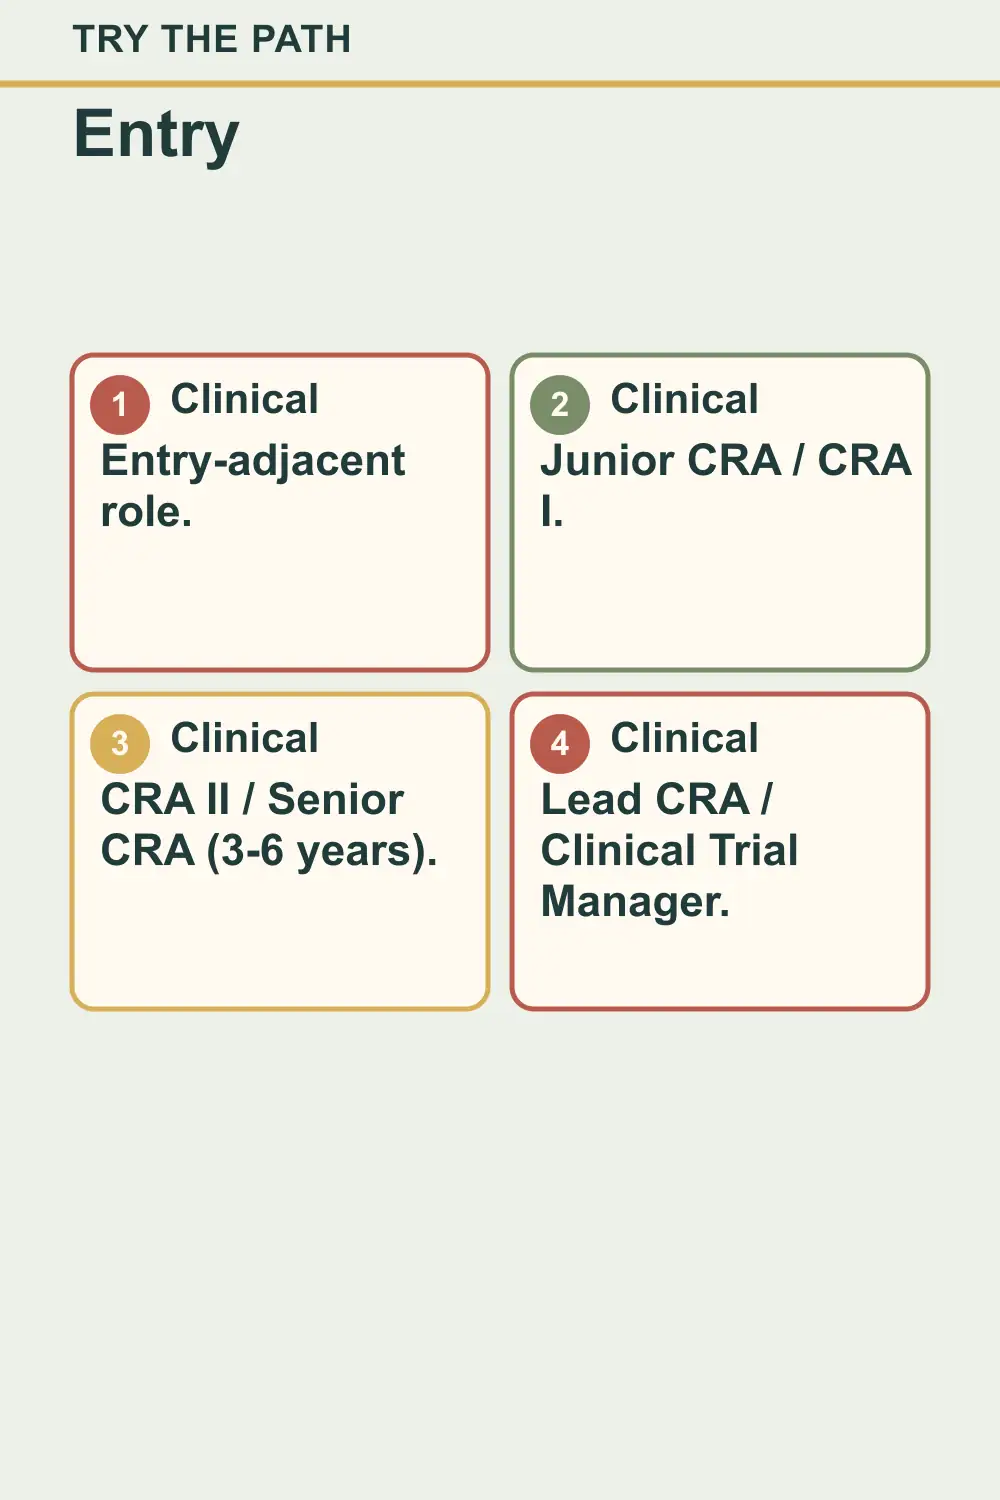 TRY THE PATH
Entry
1 Clinical
Entry-adjacent
role.
2 Clinical
Junior CRA / CRA
I.
3 Clinical
CRA II / Senior
CRA (3-6 years).
4 Clinical
Lead CRA /
Clinical Trial
Manager.